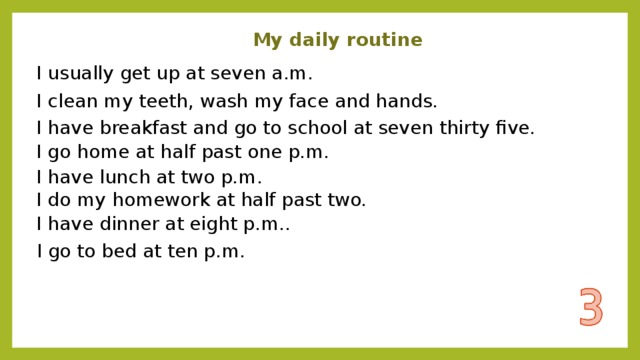 My daily routine
I usually get up at seven a.m.
I clean my teeth, wash my face and hands.
I have breakfast and go to school at seven thirty five.
I go home at half past one p.m.
I have lunch at two p.m.
I do my homework at half past two.
I have dinner at eight p.m..
I go to bed at ten p.m.
3